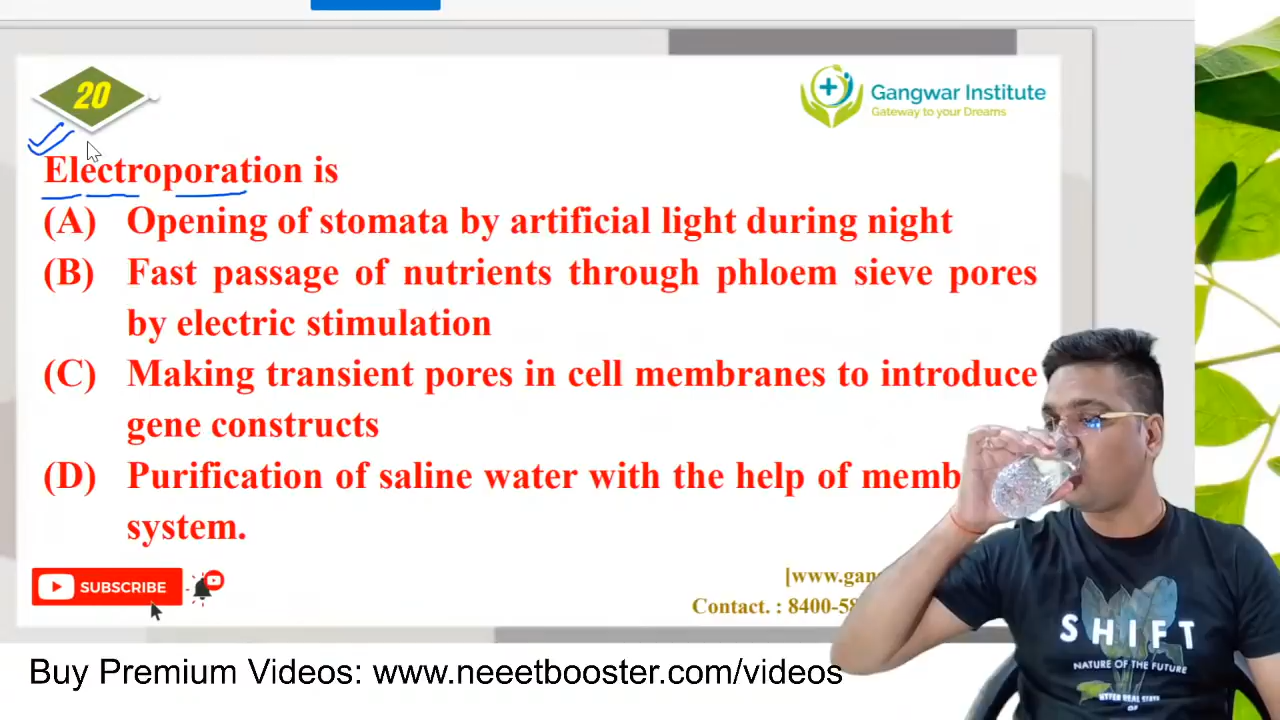 20
Gangwar Institute
Gateway to your Dreams
Electroporation is
(A) Opening of stomata by artificial light during night
(B) Fast passage of nutrients through phloem sieve pores
by electric stimulation
(C) Making transient pores in cell membranes to introduce
gene constructs
(D) Purification of saline water with the help of memb
system.
SUBSCRIBE
[www.gan
Contact. : 8400-58
SHIFT
NATURE OF THE FUTURE
OF
Buy Premium Videos: www.neeetbooster.com/videos